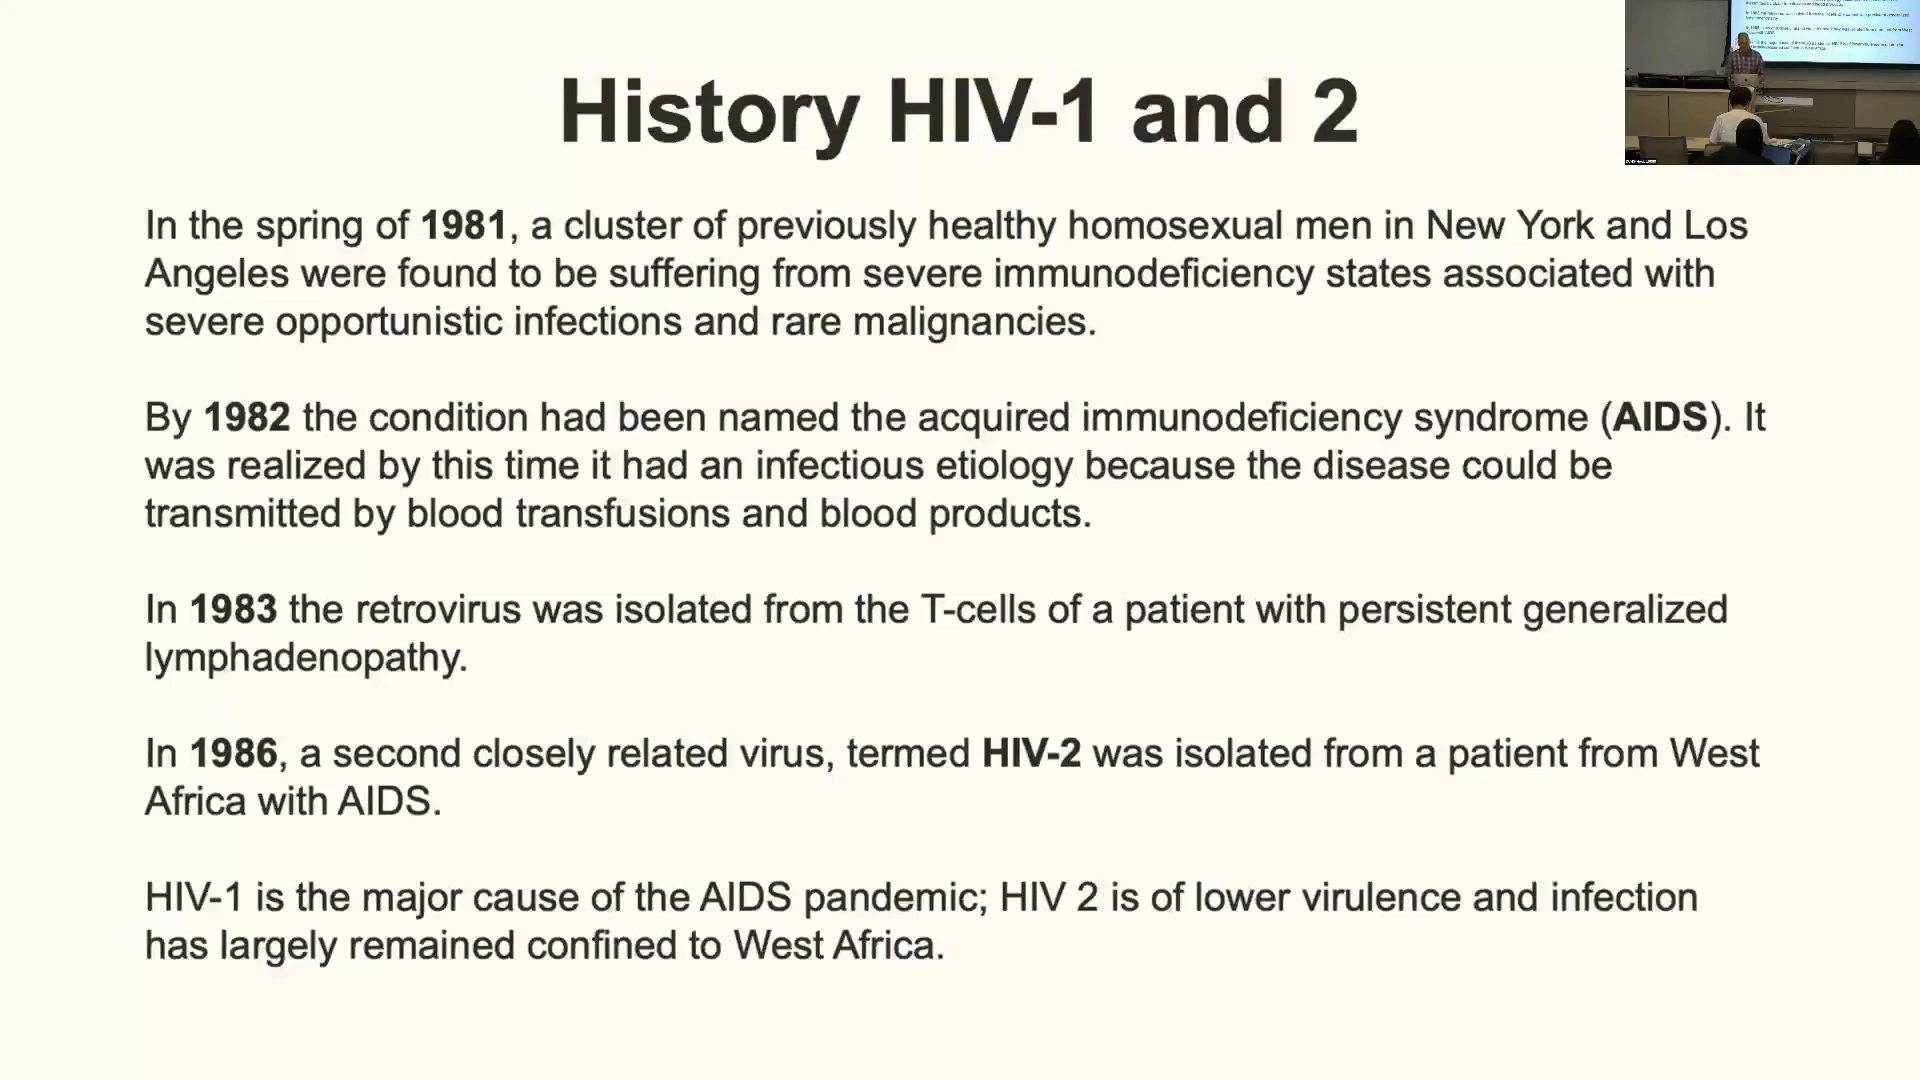 History HIV-1 and 2
In the spring of 1981, a cluster of previously healthy homosexual men in New York and Los
Angeles were found to be suffering from severe immunodeficiency states associated with
severe opportunistic infections and rare malignancies.
By 1982 the condition had been named the acquired immunodeficiency syndrome (AIDS). It
was realized by this time it had an infectious etiology because the disease could be
transmitted by blood transfusions and blood products.
In 1983 the retrovirus was isolated from the T-cells of a patient with persistent generalized
lymphadenopathy.
In 1986, a second closely related virus, termed HIV-2 was isolated from a patient from West
Africa with AIDS.
HIV-1 is the major cause of the AIDS pandemic; HIV 2 is of lower virulence and infection
has largely remained confined to West Africa.